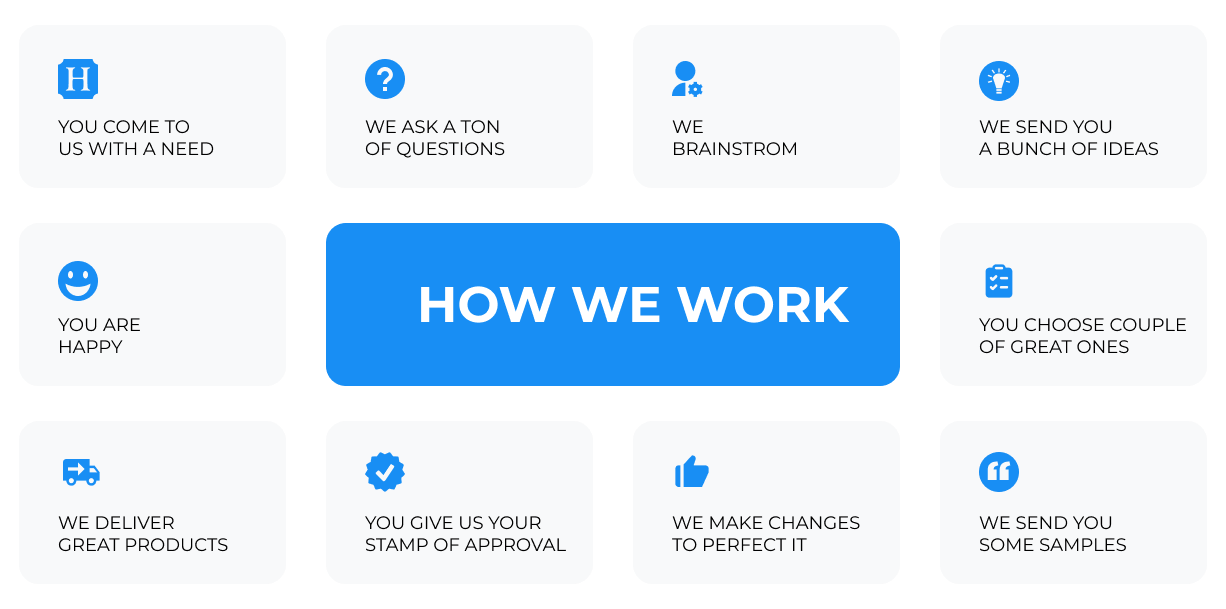 H
YOU COME TO
US WITH A NEED
?
WE ASK A TON
OF QUESTIONS
WE
BRAINSTROM
WE SEND YOU
A BUNCH OF IDEAS
YOU ARE
HAPPY
HOW WE WORK
YOU CHOOSE COUPLE
OF GREAT ONES
WE DELIVER
GREAT PRODUCTS
YOU GIVE US YOUR
STAMP OF APPROVAL
WE MAKE CHANGES
TO PERFECT IT
WE SEND YOU
SOME SAMPLES